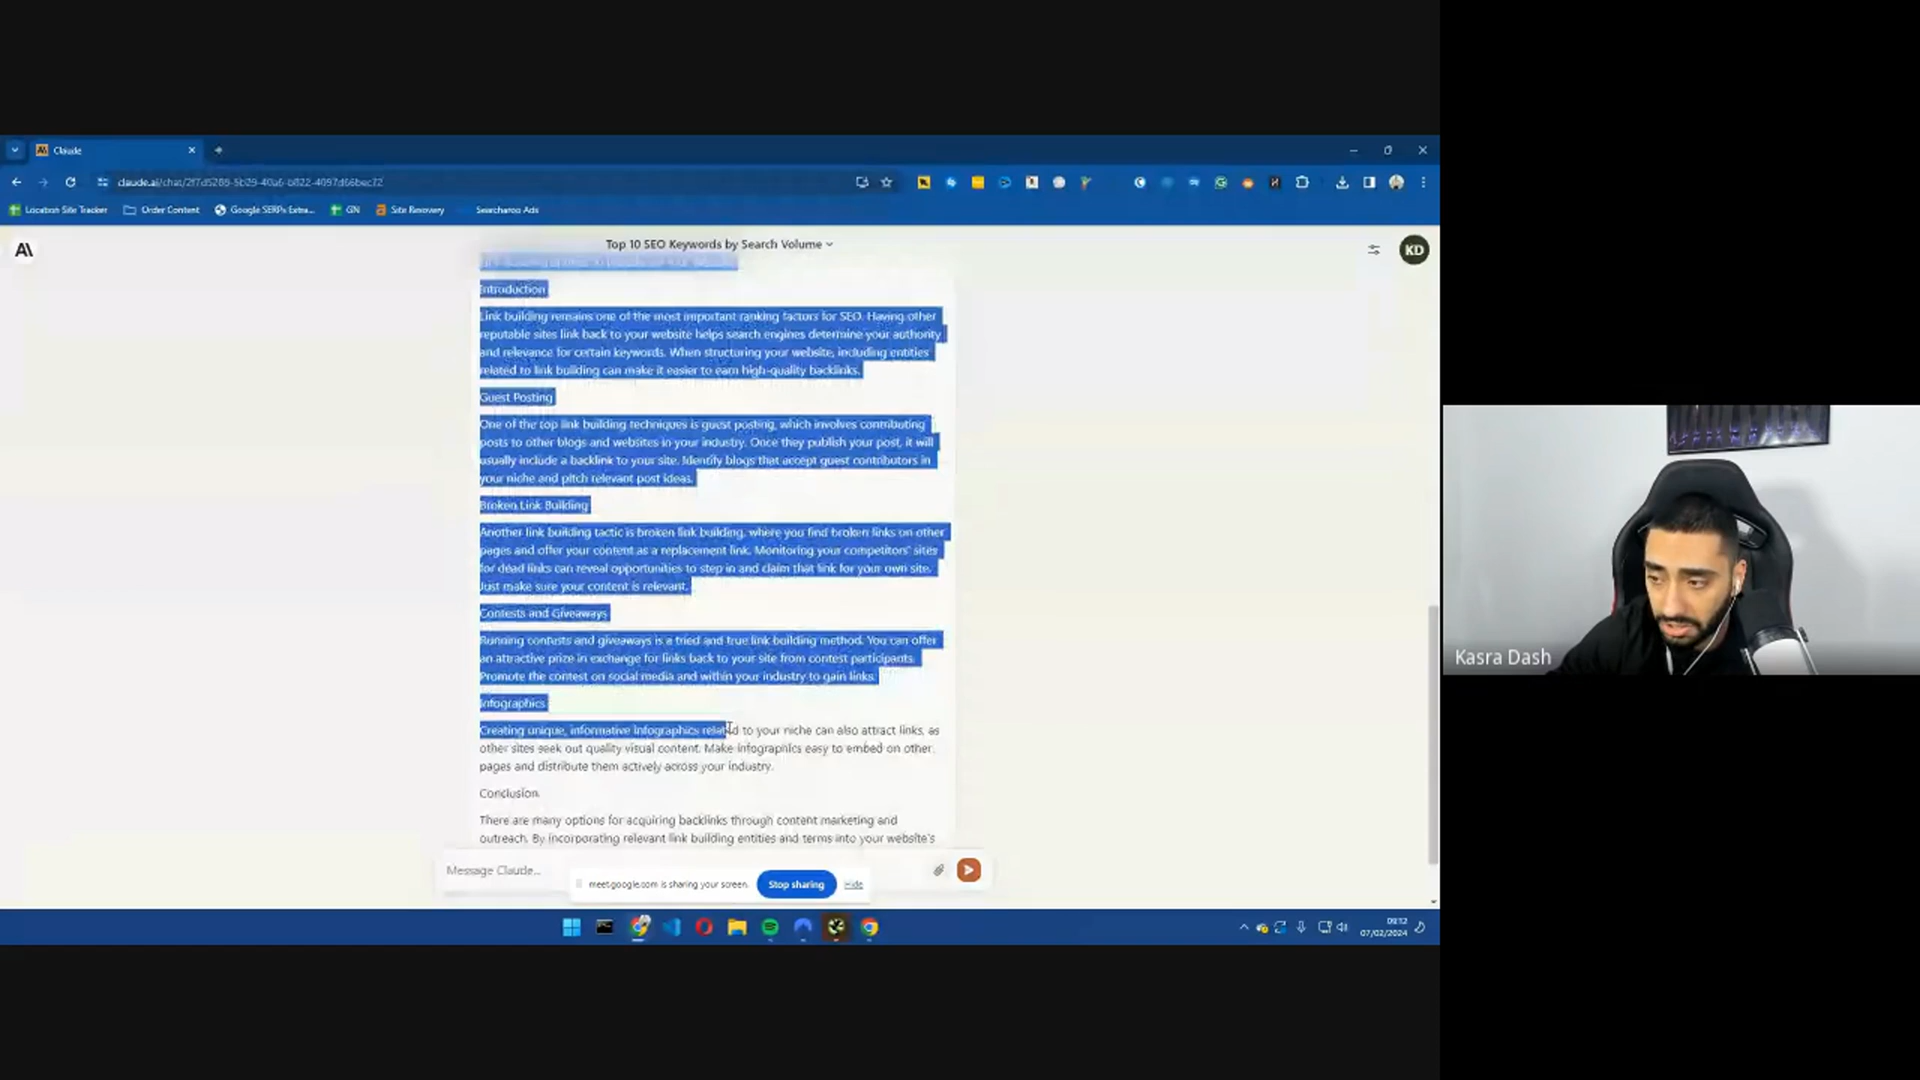 Claude
claude.ai/chat/
Location Site Tracker
Order Content
Google SERPs Extra...
GN
Site Recovery
Searcharoo Ads
A\
Top 10 SEO Keywords by Search Volume
KD
Introduction
Link building remains one of the most important ranking factors for SEO. Having other
reputable sites link back to your website helps search engines determine your authority
and relevance for certain keywords. When structuring your website, including entities
related to link building can make it easier to earn high-quality backlinks.
Guest Posting
One of the top link building techniques is guest posting, which involves contributing
posts to other blogs and websites in your industry. Once they publish your post, it will
usually include a backlink to your site. Identify blogs that accept guest contributors in
your niche and pitch relevant post ideas.
Broken Link Building
Another link building tactic is broken link building, where you find broken links on other
pages and offer your content as a replacement link. Monitoring your competitors' sites
for dead links can reveal opportunities to step in and claim that link for your own site.
Just make sure your content is relevant.
Contests and Giveaways
Running contests and giveaways is a tried and true link building method. You can offer
an attractive prize in exchange for links back to your site from contest participants.
Promote the contest on social media and within your industry to gain links.
Infographics
Creating unique, informative infographics related to your niche can also attract links, as
other sites seek out quality visual content. Make infographics easy to embed on other
pages and distribute them actively across your industry.
Conclusion
There are many options for acquiring backlinks through content marketing and
outreach. By incorporating relevant link building entities and terms into your website's
Message Claude...
meet.google.com is sharing your screen.
Stop sharing
Hide
09:12
07/02/2024
Kasra Dash